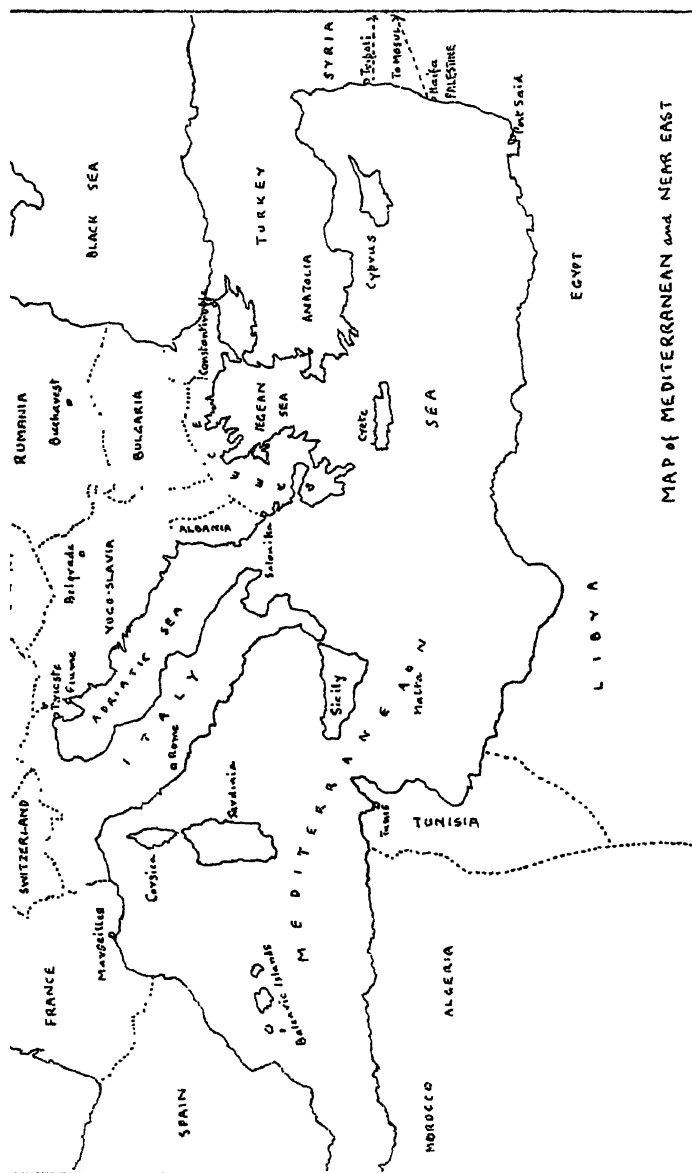 RUMANIA
Bucharest
BLACK SEA
SWITZERLAND
FRANCE
Trieste
Fiume
Belgrade
YUGO-SLAVIA
BULGARIA
Marseilles
ADRIATIC SEA
ALBANIA
Constantinople
TURKEY
ITALY
Rome
Corsica
Sardinia
Salonika
GREECE
ÆGEAN
SEA
ANATOLIA
SPAIN
Balearic Islands
Sicily
Crete
Cyprus
SYRIA
Tripoli
TO MOSUL
Haifa
PALESTINE
Port Said
MEDITERRANEAN
SEA
Malta
Tunis
TUNISIA
MOROCCO
ALGERIA
LIBYA
EGYPT
MAP of MEDITERRANEAN and NEAR EAST